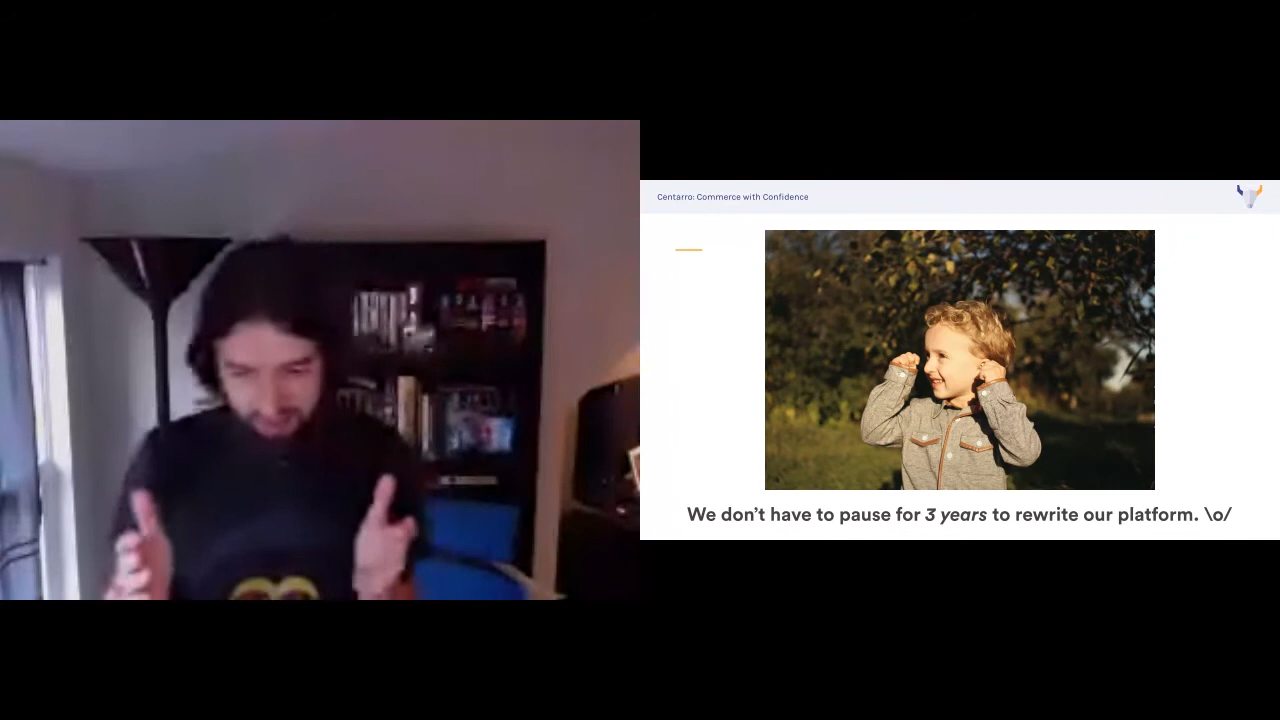 Centarro: Commerce with Confidence
We don't have to pause for 3 years to rewrite our platform. \o/